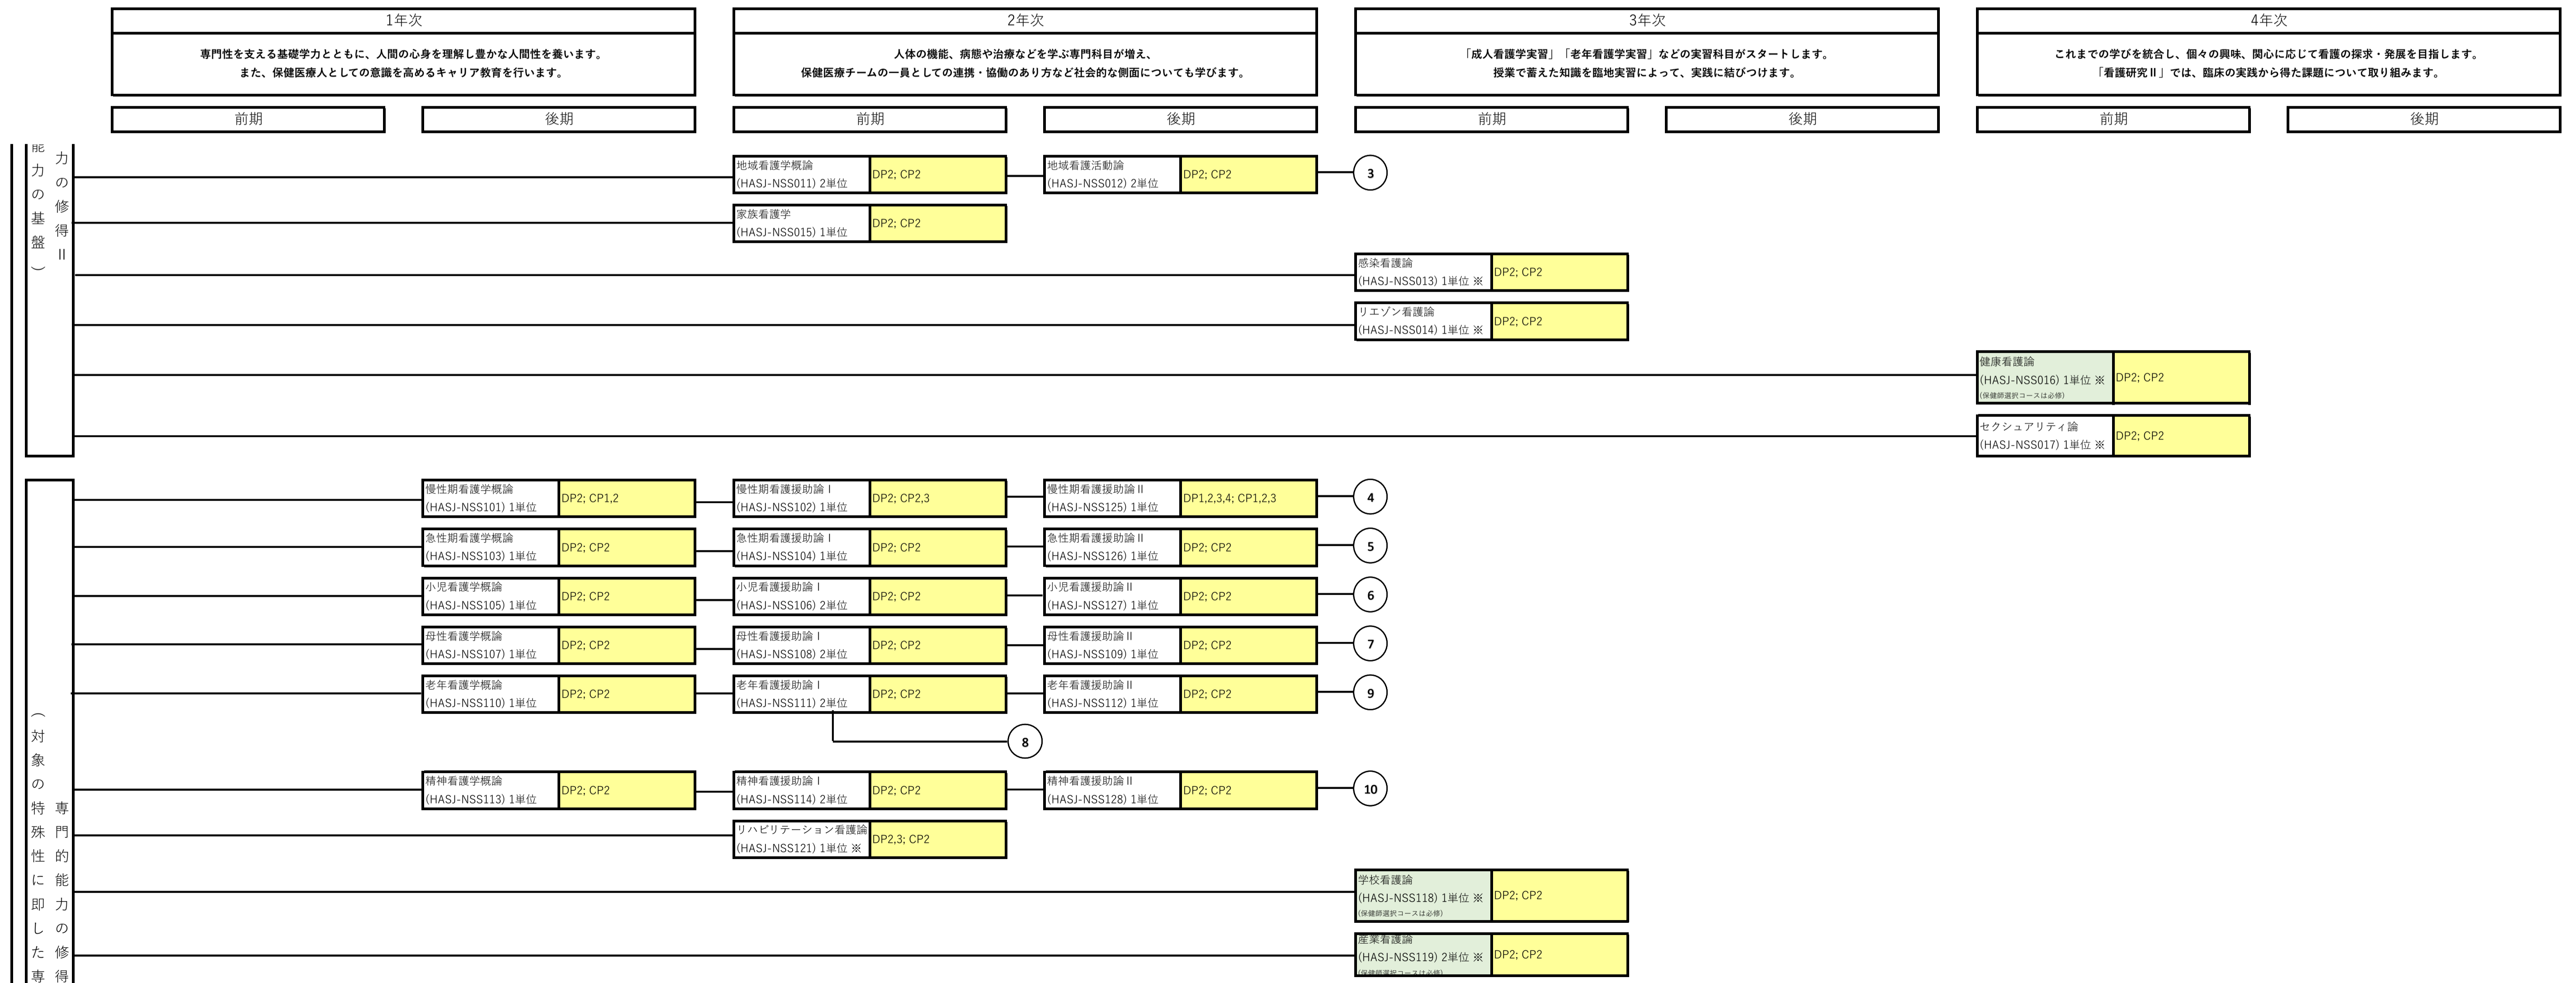 1年次
専門性を支える基礎学力とともに、人間の心身を理解し豊かな人間性を養います。
また、保健医療人としての意識を高めるキャリア教育を行います。
2年次
人体の機能、病態や治療などを学ぶ専門科目が増え、
保健医療チームの一員としての連携・協働のあり方など社会的な側面についても学びます。
3年次
「成人看護学実習」「老年看護学実習」などの実習科目がスタートします。
授業で蓄えた知識を臨地実習によって、実践に結びつけます。
4年次
これまでの学びを統合し、個々の興味、関心に応じて看護の探求・発展を目指します。
「看護研究Ⅱ」では、臨床の実践から得た課題について取り組みます。
前期
後期
前期
後期
前期
後期
前期
後期
力の修得Ⅱ
能力の基盤）
地域看護学概論
(HASJ-NSS011) 2単位
DP2; CP2
地域看護活動論
(HASJ-NSS012) 2単位
DP2; CP2
3
家族看護学
(HASJ-NSS015) 1単位
DP2; CP2
感染看護論
(HASJ-NSS013) 1単位 ※
DP2; CP2
リエゾン看護論
(HASJ-NSS014) 1単位 ※
DP2; CP2
健康看護論
(HASJ-NSS016) 1単位 ※
(保健師選択コースは必修)
DP2; CP2
セクシュアリティ論
(HASJ-NSS017) 1単位 ※
DP2; CP2
専門的能力の修得
（対象の特殊性に即した専
慢性期看護学概論
(HASJ-NSS101) 1単位
DP2; CP1,2
慢性期看護援助論Ⅰ
(HASJ-NSS102) 1単位
DP2; CP2,3
慢性期看護援助論Ⅱ
(HASJ-NSS125) 1単位
DP1,2,3,4; CP1,2,3
4
急性期看護学概論
(HASJ-NSS103) 1単位
DP2; CP2
急性期看護援助論Ⅰ
(HASJ-NSS104) 1単位
DP2; CP2
急性期看護援助論Ⅱ
(HASJ-NSS126) 1単位
DP2; CP2
5
小児看護学概論
(HASJ-NSS105) 1単位
DP2; CP2
小児看護援助論Ⅰ
(HASJ-NSS106) 2単位
DP2; CP2
小児看護援助論Ⅱ
(HASJ-NSS127) 1単位
DP2; CP2
6
母性看護学概論
(HASJ-NSS107) 1単位
DP2; CP2
母性看護援助論Ⅰ
(HASJ-NSS108) 2単位
DP2; CP2
母性看護援助論Ⅱ
(HASJ-NSS109) 1単位
DP2; CP2
7
老年看護学概論
(HASJ-NSS110) 1単位
DP2; CP2
老年看護援助論Ⅰ
(HASJ-NSS111) 2単位
DP2; CP2
老年看護援助論Ⅱ
(HASJ-NSS112) 1単位
DP2; CP2
9
8
精神看護学概論
(HASJ-NSS113) 1単位
DP2; CP2
精神看護援助論Ⅰ
(HASJ-NSS114) 2単位
DP2; CP2
精神看護援助論Ⅱ
(HASJ-NSS128) 1単位
DP2; CP2
10
リハビリテーション看護論
(HASJ-NSS121) 1単位 ※
DP2,3; CP2
学校看護論
(HASJ-NSS118) 1単位 ※
(保健師選択コースは必修)
DP2; CP2
産業看護論
(HASJ-NSS119) 2単位 ※
(保健師選択コースは必修)
DP2; CP2